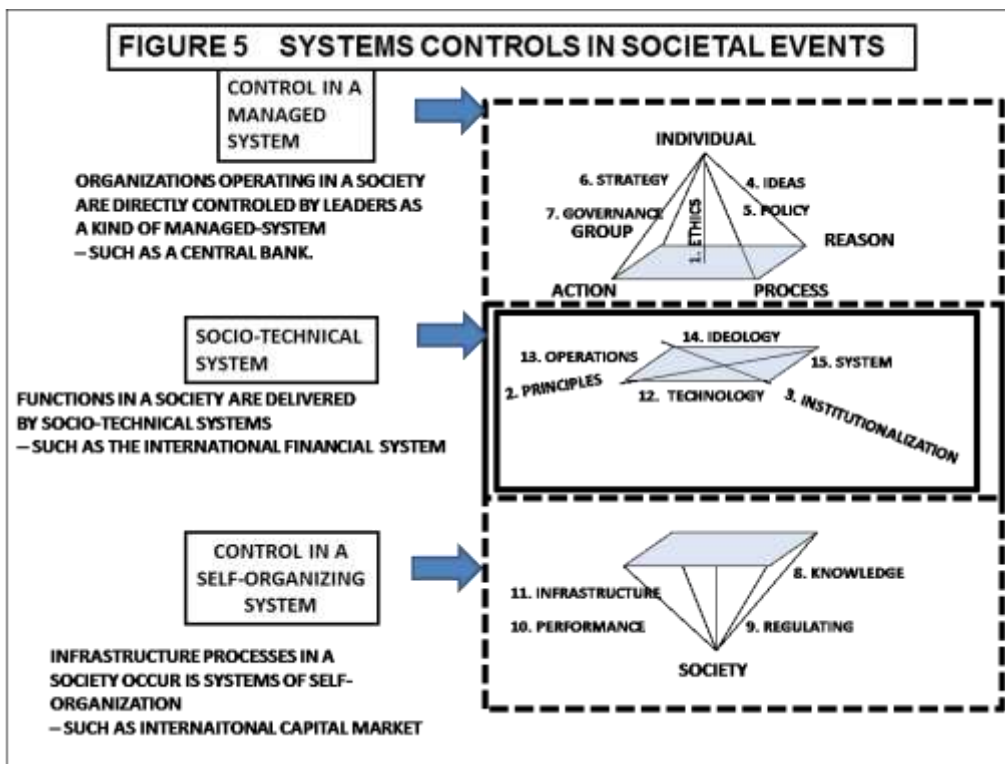 FIGURE 5 SYSTEMS CONTROLS IN SOCIETAL EVENTS
CONTROL IN A
MANAGED
SYSTEM
ORGANIZATIONS OPERATING IN A SOCIETY
ARE DIRECTLY CONTROLED BY LEADERS AS
A KIND OF MANAGED-SYSTEM
– SUCH AS A CENTRAL BANK.
INDIVIDUAL
6. STRATEGY
4. IDEAS
7. GOVERNANCE
5. POLICY
GROUP
1. ETHICS
REASON
ACTION
PROCESS
SOCIO-TECHNICAL
SYSTEM
FUNCTIONS IN A SOCIETY ARE DELIVERED
BY SOCIO-TECHNICAL SYSTEMS
– SUCH AS THE INTERNATIONAL FINANCIAL SYSTEM
14. IDEOLOGY
13. OPERATIONS
15. SYSTEM
2. PRINCIPLES
12. TECHNOLOGY
3. INSTITUTIONALIZATION
CONTROL IN A
SELF-ORGANIZING
SYSTEM
INFRASTRUCTURE PROCESSES IN A
SOCIETY OCCUR IS SYSTEMS OF SELF-
ORGANIZATION
– SUCH AS INTERNAITONAL CAPITAL MARKET
8. KNOWLEDGE
11. INFRASTRUCTURE
10. PERFORMANCE
9. REGULATING
SOCIETY